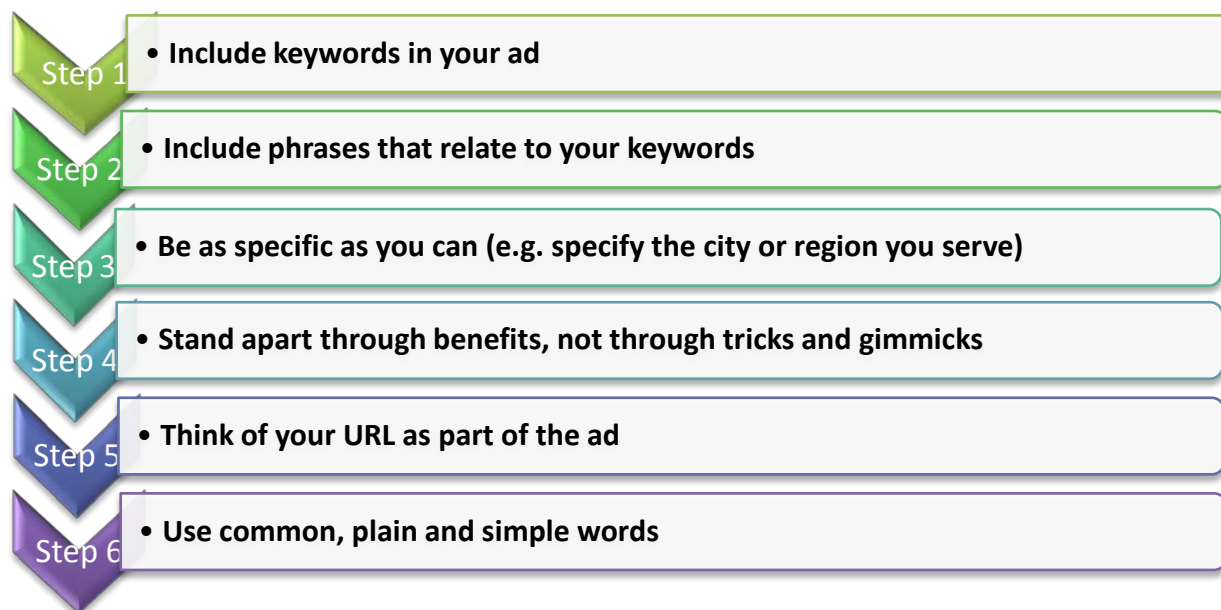 Step 1
• Include keywords in your ad
Step 2
• Include phrases that relate to your keywords
Step 3
• Be as specific as you can (e.g. specify the city or region you serve)
Step 4
• Stand apart through benefits, not through tricks and gimmicks
Step 5
• Think of your URL as part of the ad
Step 6
• Use common, plain and simple words